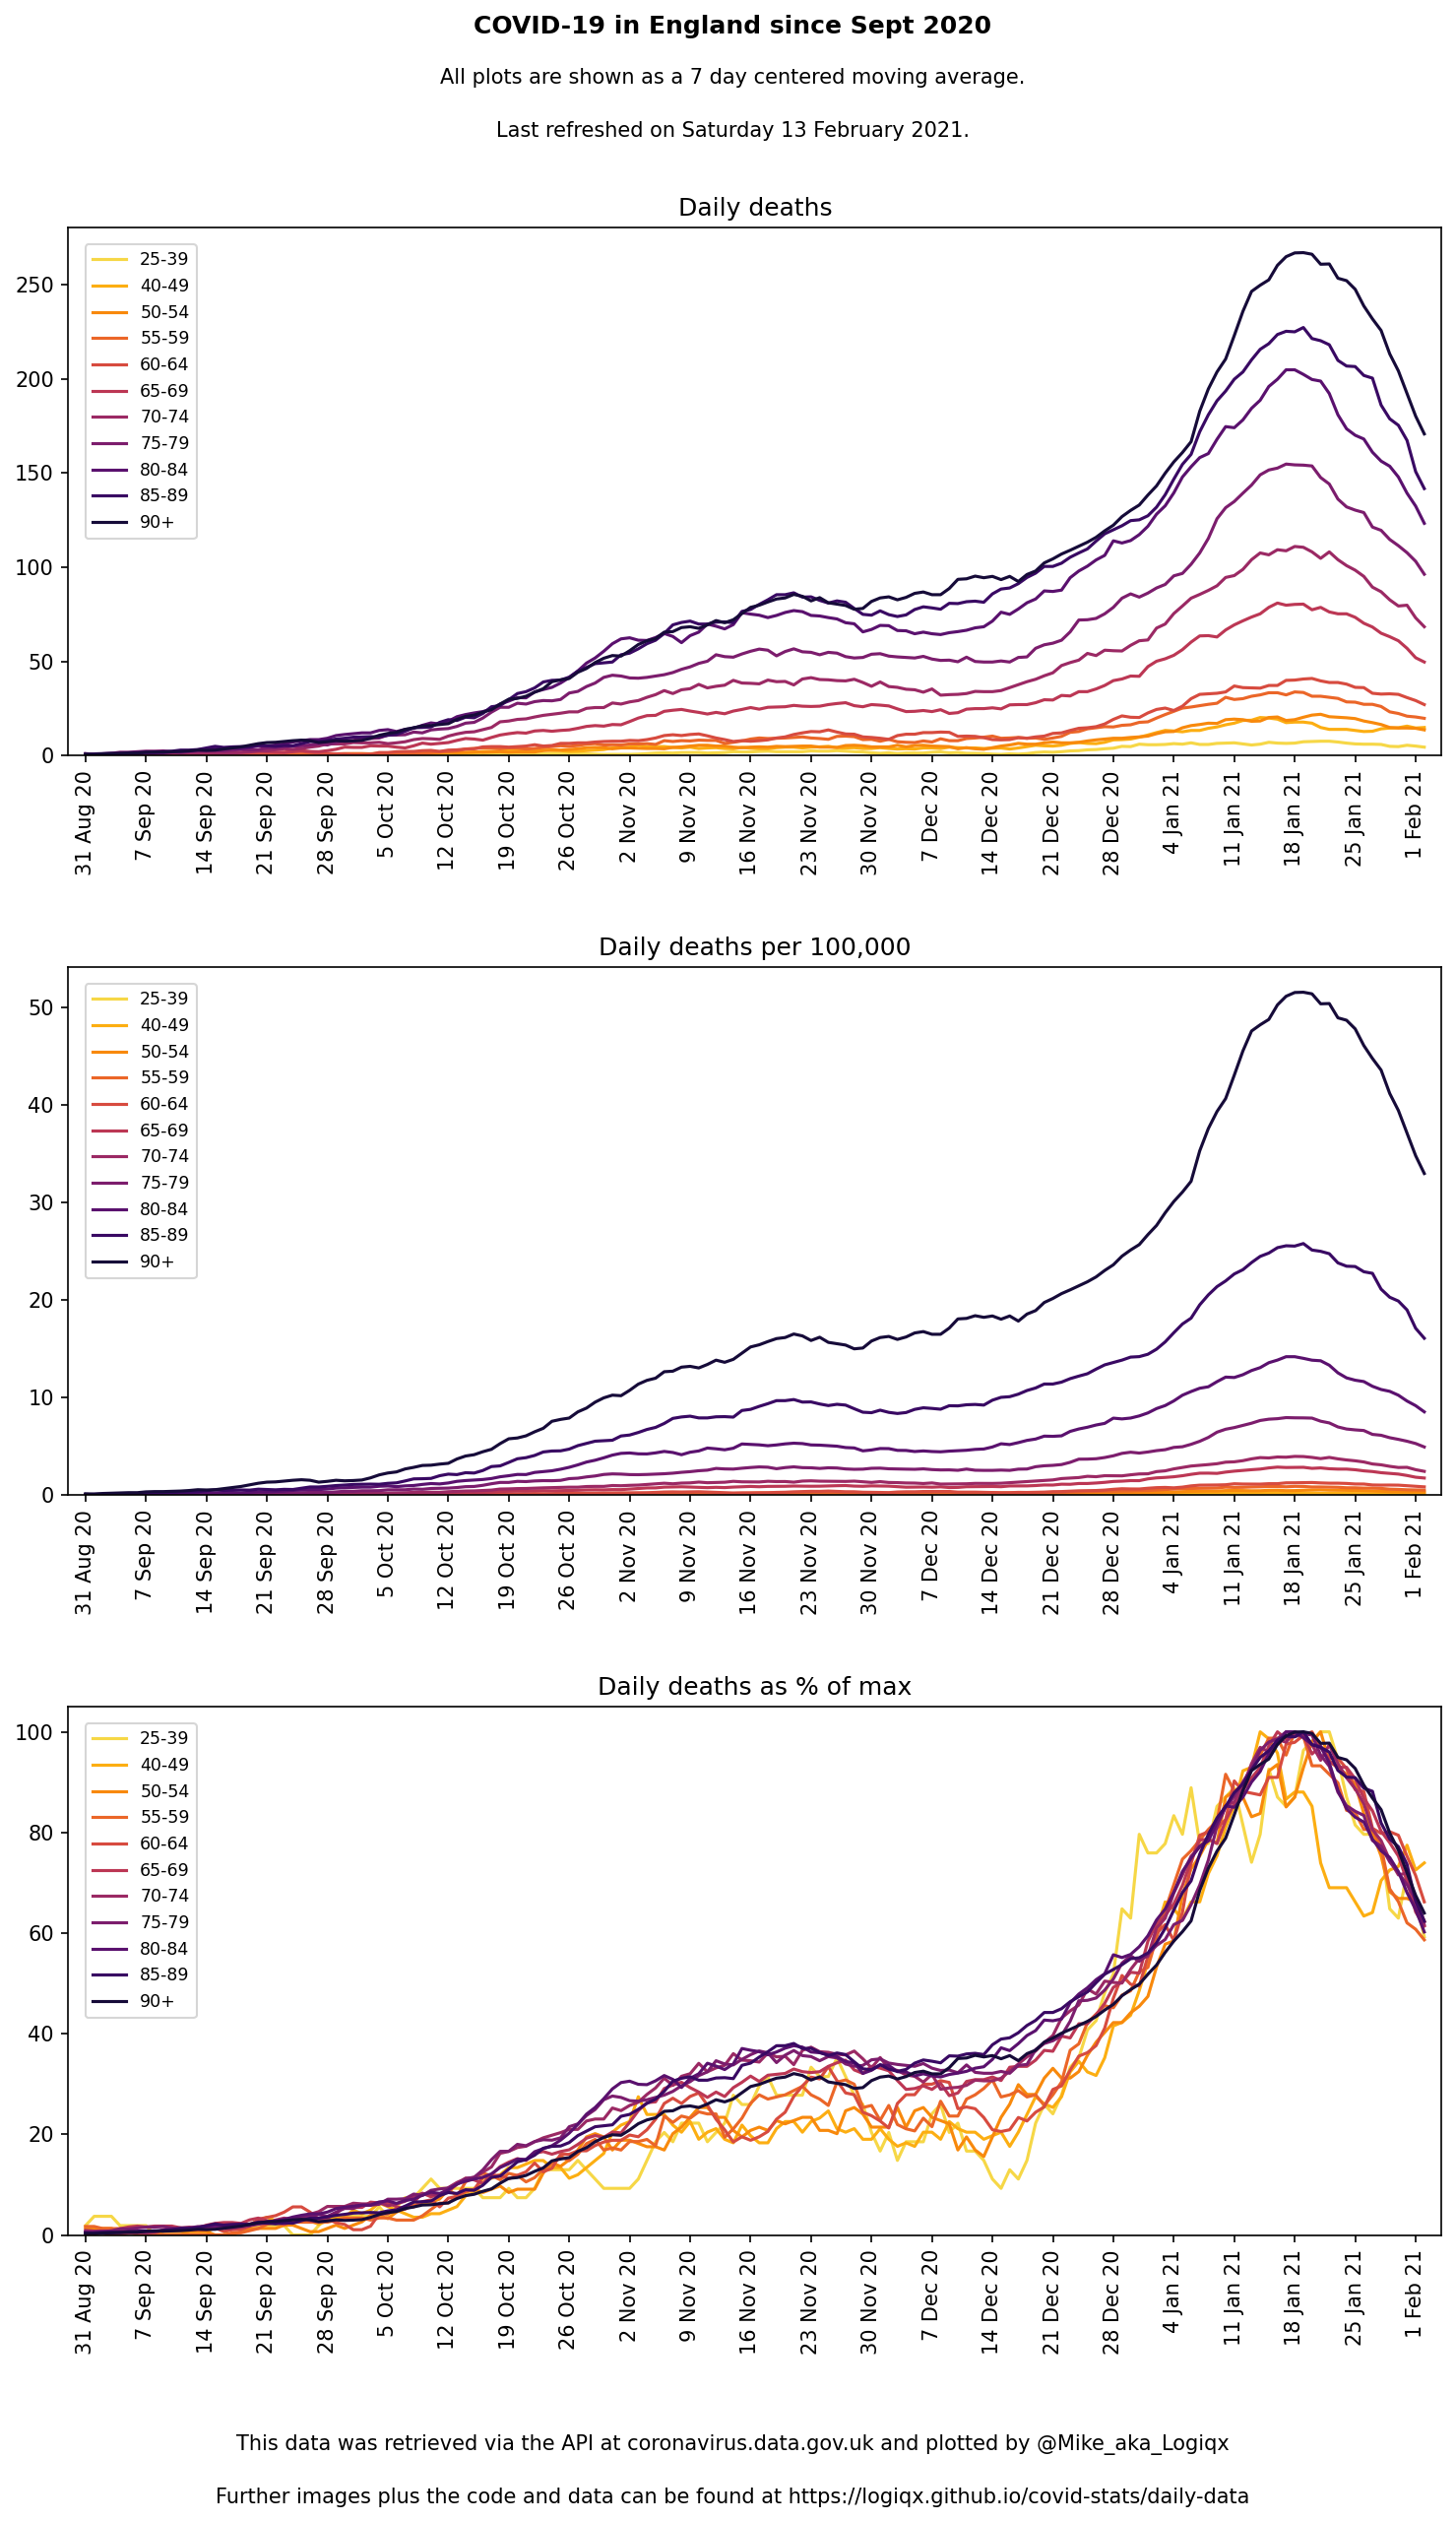 COVID-19 in England since Sept 2020
All plots are shown as a 7 day centered moving average.
Last refreshed on Saturday 13 February 2021.
Daily deaths
25-39
40-49
50-54
55-59
60-64
65-69
70-74
75-79
80-84
85-89
90+
250
200
150
100
50
0
31 Aug 20
7 Sep 20
14 Sep 20
21 Sep 20
28 Sep 20
5 Oct 20
12 Oct 20
19 Oct 20
26 Oct 20
2 Nov 20
9 Nov 20
16 Nov 20
23 Nov 20
30 Nov 20
7 Dec 20
14 Dec 20
21 Dec 20
28 Dec 20
4 Jan 21
11 Jan 21
18 Jan 21
25 Jan 21
1 Feb 21
Daily deaths per 100,000
25-39
40-49
50-54
55-59
60-64
65-69
70-74
75-79
80-84
85-89
90+
50
40
30
20
10
0
31 Aug 20
7 Sep 20
14 Sep 20
21 Sep 20
28 Sep 20
5 Oct 20
12 Oct 20
19 Oct 20
26 Oct 20
2 Nov 20
9 Nov 20
16 Nov 20
23 Nov 20
30 Nov 20
7 Dec 20
14 Dec 20
21 Dec 20
28 Dec 20
4 Jan 21
11 Jan 21
18 Jan 21
25 Jan 21
1 Feb 21
Daily deaths as % of max
25-39
40-49
50-54
55-59
60-64
65-69
70-74
75-79
80-84
85-89
90+
100
80
60
40
20
0
31 Aug 20
7 Sep 20
14 Sep 20
21 Sep 20
28 Sep 20
5 Oct 20
12 Oct 20
19 Oct 20
26 Oct 20
2 Nov 20
9 Nov 20
16 Nov 20
23 Nov 20
30 Nov 20
7 Dec 20
14 Dec 20
21 Dec 20
28 Dec 20
4 Jan 21
11 Jan 21
18 Jan 21
25 Jan 21
1 Feb 21
This data was retrieved via the API at coronavirus.data.gov.uk and plotted by @Mike_aka_Logiqx
Further images plus the code and data can be found at https://logiqx.github.io/covid-stats/daily-data